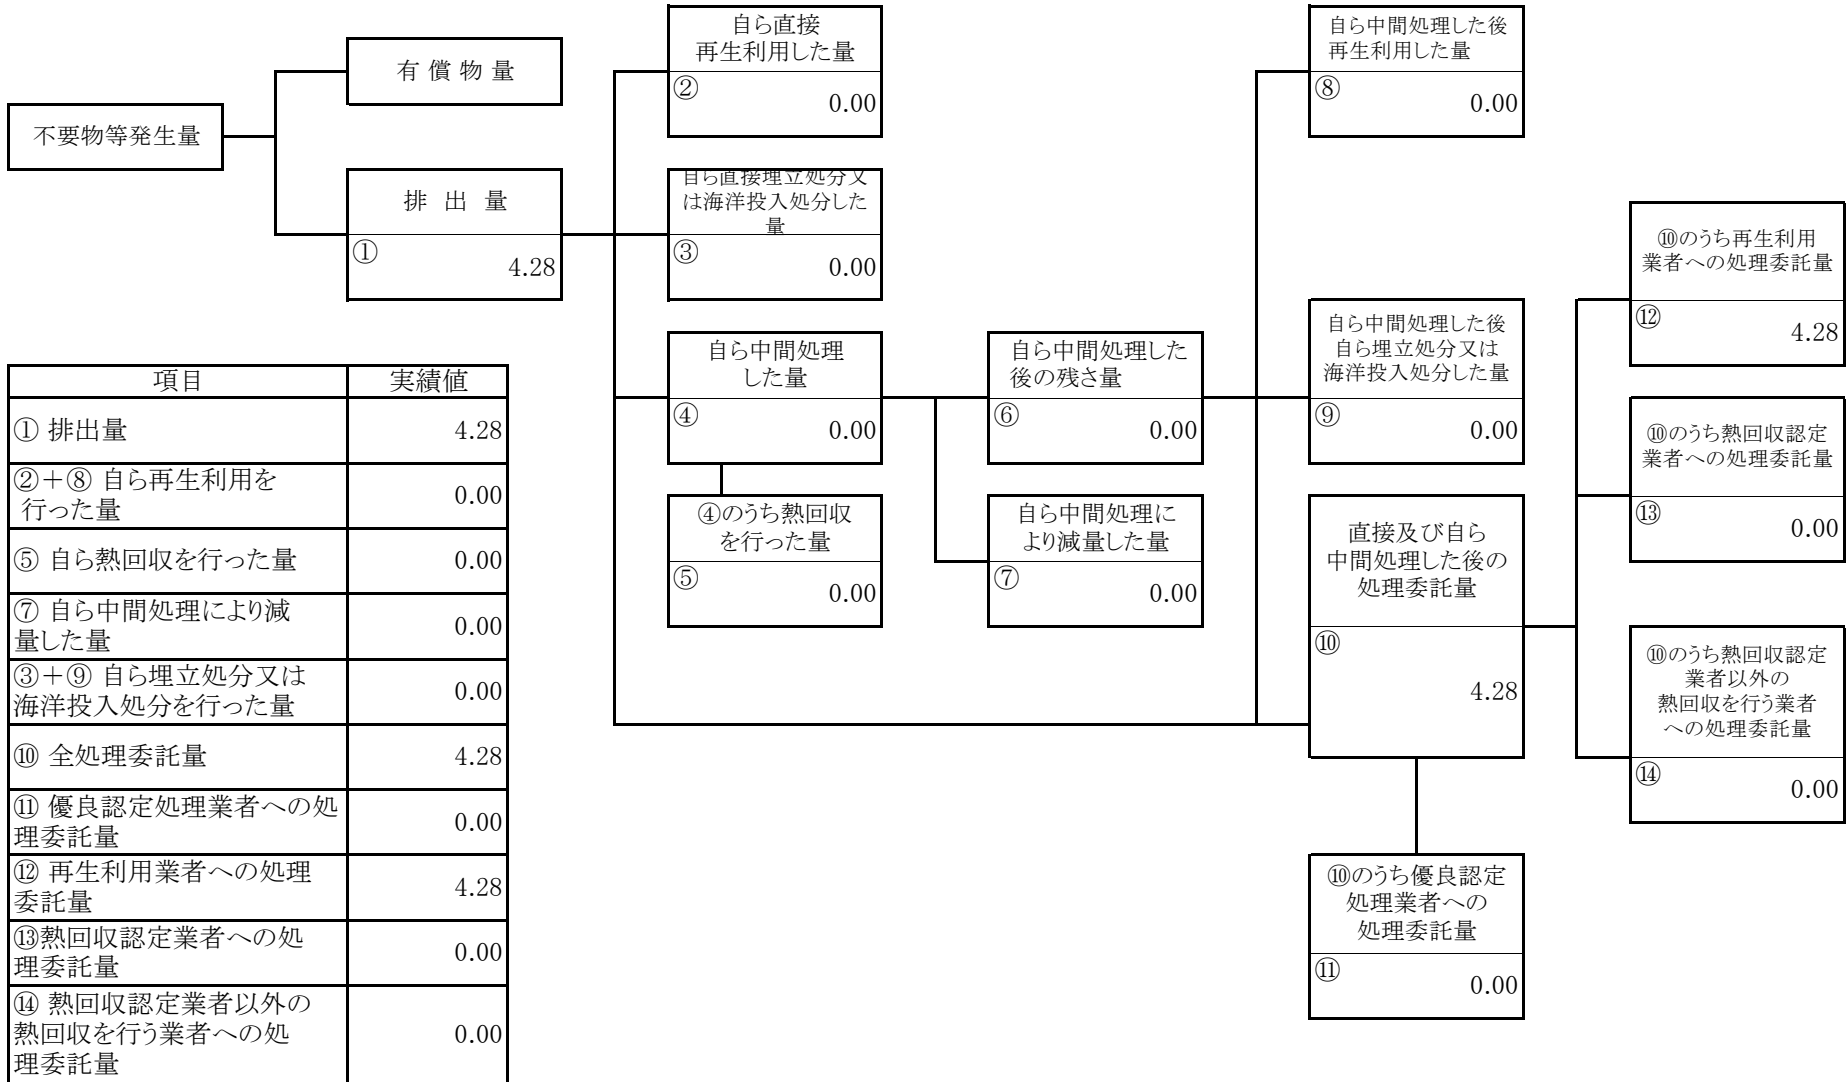 不要物等発生量
有 償 物 量
排 出 量
①
4.28
自ら直接
再生利用した量
②
0.00
自ら直接埋立処分又
は海洋投入処分した
量
③
0.00
自ら中間処理
した量
④
0.00
④のうち熱回収
を行った量
⑤
0.00
自ら中間処理した
後の残さ量
⑥
0.00
自ら中間処理に
より減量した量
⑦
0.00
自ら中間処理した後
再生利用した量
⑧
0.00
自ら中間処理した後
自ら埋立処分又は
海洋投入処分した量
⑨
0.00
直接及び自ら
中間処理した後の
処理委託量
⑩
4.28
⑩のうち優良認定
処理業者への
処理委託量
⑪
0.00
⑩のうち再生利用
業者への処理委託量
⑫
4.28
⑩のうち熱回収認定
業者への処理委託量
⑬
0.00
⑩のうち熱回収認定
業者以外の
熱回収を行う業者
への処理委託量
⑭
0.00
項目 実績値
① 排出量 4.28
②＋⑧ 自ら再生利用を
行った量 0.00
⑤ 自ら熱回収を行った量 0.00
⑦ 自ら中間処理により減
量した量 0.00
③＋⑨ 自ら埋立処分又は
海洋投入処分を行った量 0.00
⑩ 全処理委託量 4.28
⑪ 優良認定処理業者への処
理委託量 0.00
⑫ 再生利用業者への処理
委託量 4.28
⑬熱回収認定業者への処
理委託量 0.00
⑭ 熱回収認定業者以外の
熱回収を行う業者への処
理委託量 0.00